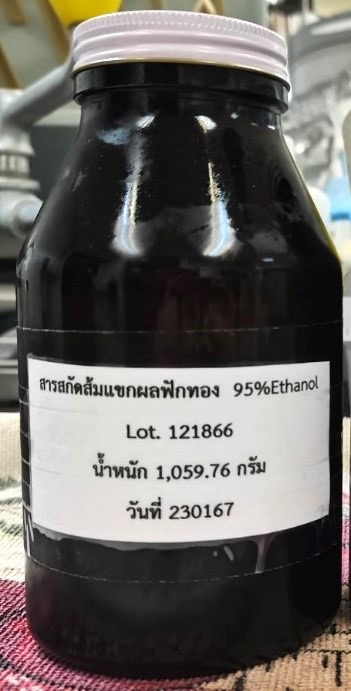 สารสกัดส้มแขกผลฟักทอง 95%Ethanol
Lot. 121866
น้ำหนัก 1,059.76 กรัม
วันที่ 230167